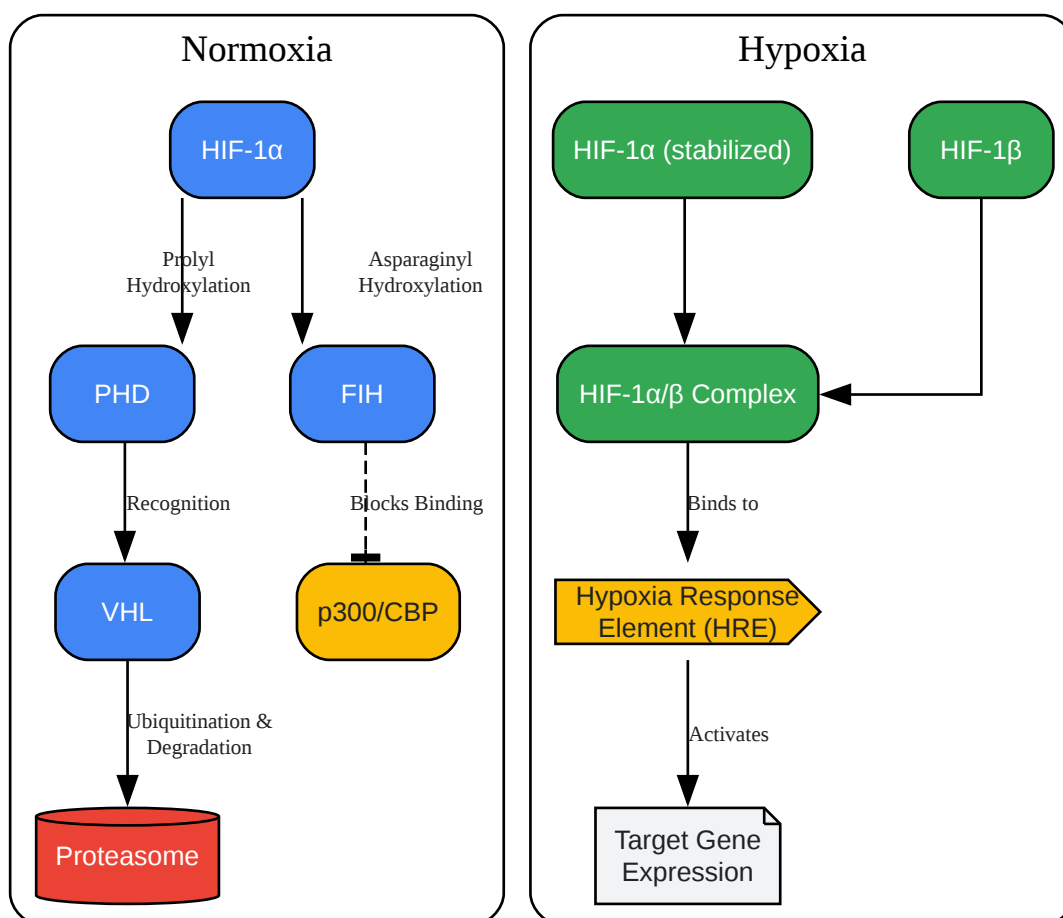 Normoxia
HIF-1α
Prolyl
Hydroxylation
Asparaginyl
Hydroxylation
PHD
FIH
Recognition
Blocks Binding
VHL
p300/CBP
Ubiquitination &
Degradation
Proteasome
Hypoxia
HIF-1α (stabilized)
HIF-1β
HIF-1α/β Complex
Binds to
Hypoxia Response
Element (HRE)
Activates
Target Gene
Expression